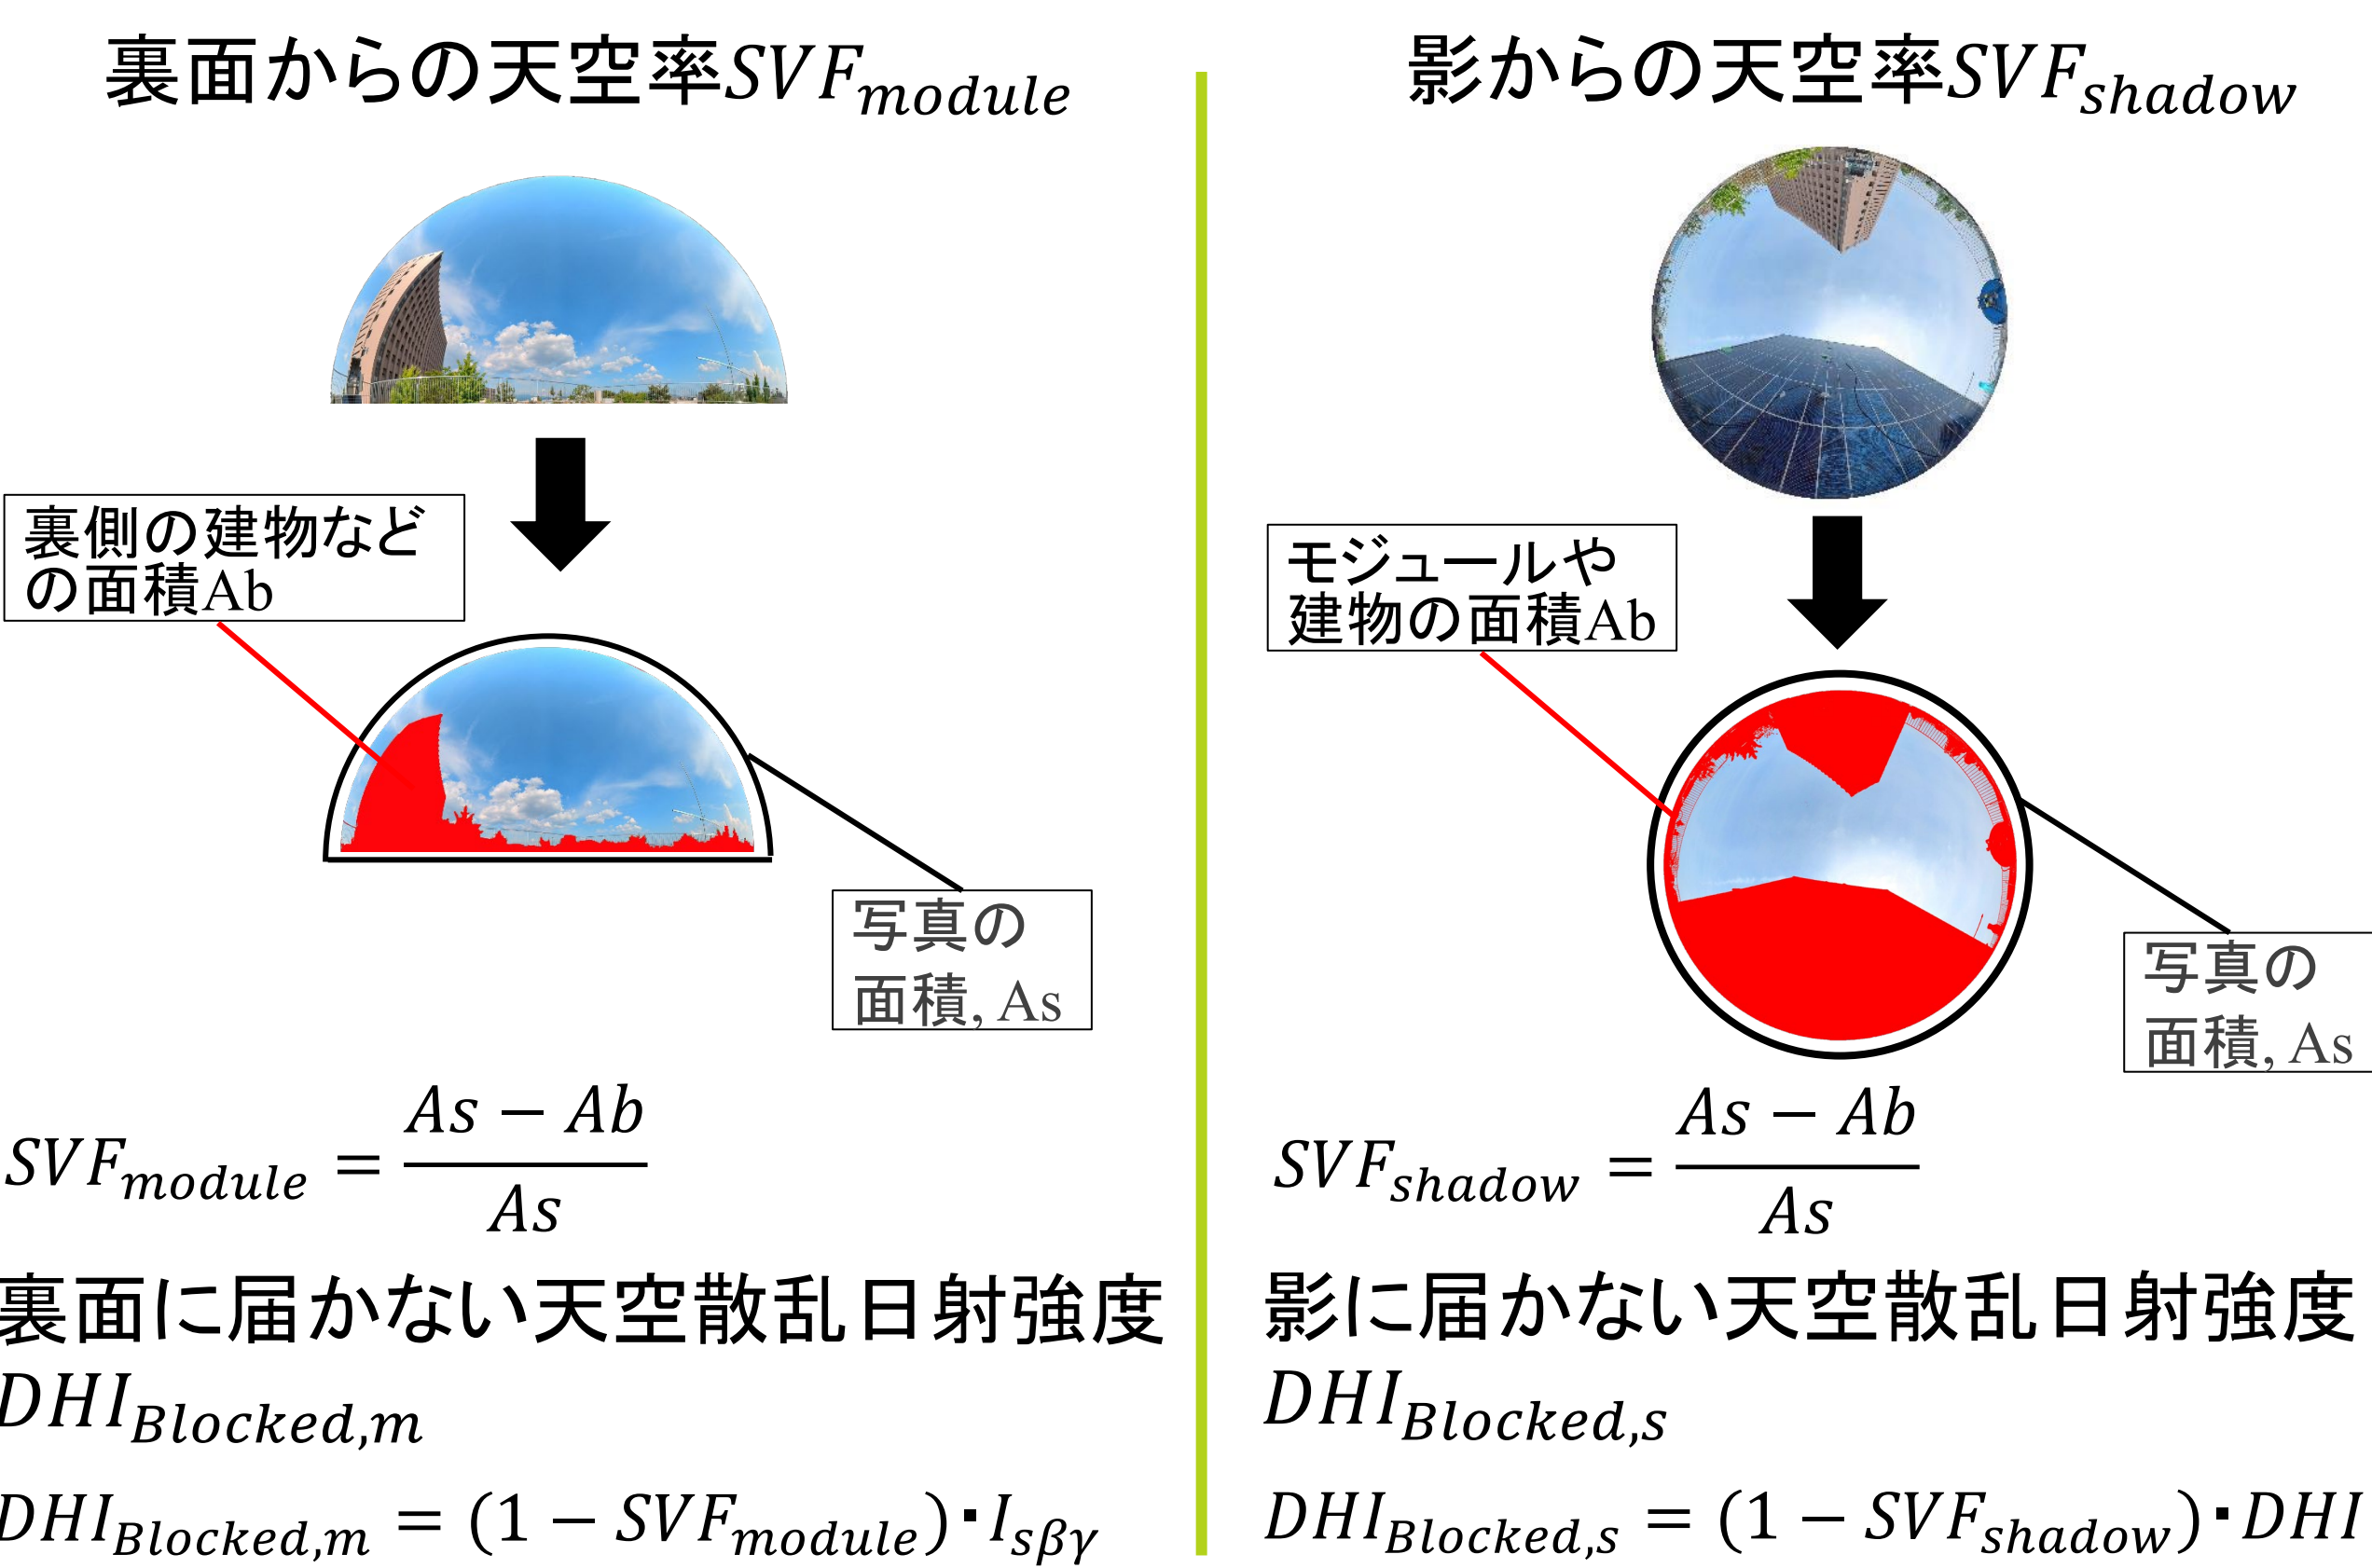 裏面からの天空率SVF_module
裏側の建物など
の面積Ab
写真の
面積, As
SVF_module = (As − Ab) / As
裏面に届かない天空散乱日射強度
DHI_Blocked,m
DHI_Blocked,m = (1 − SVF_module)・I_sβγ
影からの天空率SVF_shadow
モジュールや
建物の面積Ab
写真の
面積, As
SVF_shadow = (As − Ab) / As
影に届かない天空散乱日射強度
DHI_Blocked,s
DHI_Blocked,s = (1 − SVF_shadow)・DHI